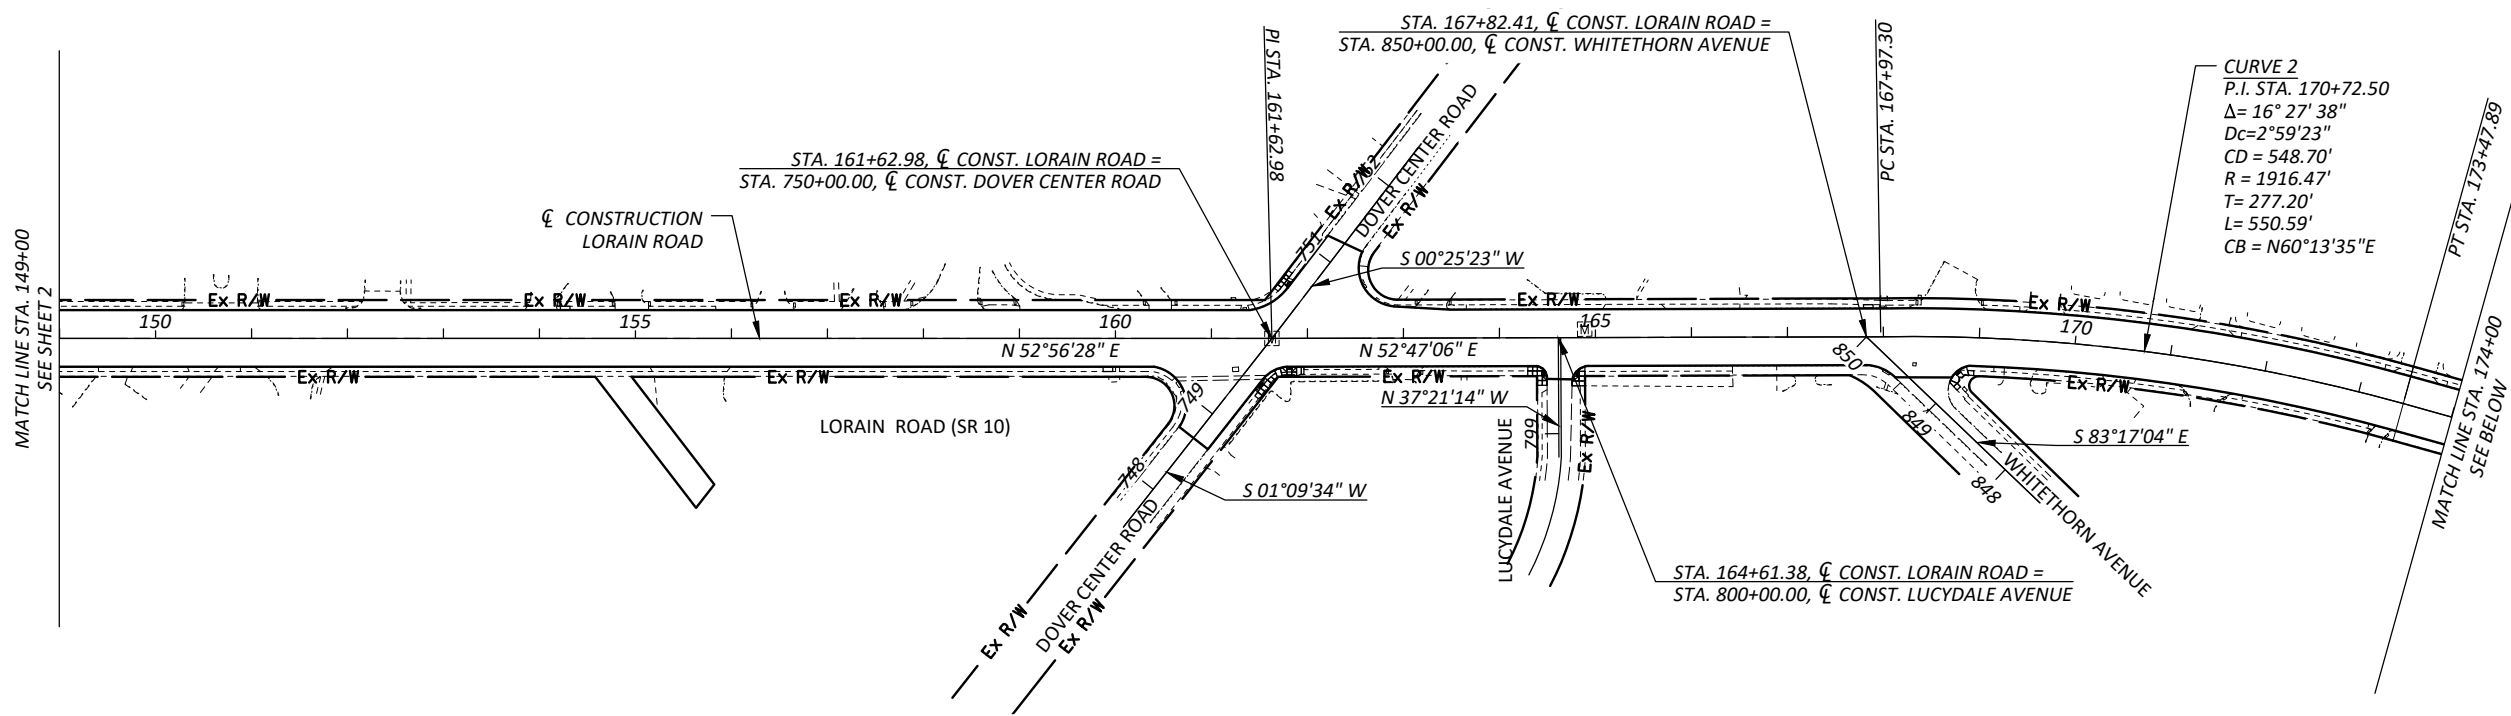 STA. 167+82.41, ℄ CONST. LORAIN ROAD =
STA. 850+00.00, ℄ CONST. WHITETHORN AVENUE
PI STA. 161+62.98
PC STA. 167+97.30
CURVE 2
P.I. STA. 170+72.50
Δ= 16° 27' 38"
Dc=2°59'23"
CD = 548.70'
R = 1916.47'
T= 277.20'
L= 550.59'
CB = N60°13'35"E
PT STA. 173+47.89
STA. 161+62.98, ℄ CONST. LORAIN ROAD =
STA. 750+00.00, ℄ CONST. DOVER CENTER ROAD
℄ CONSTRUCTION
LORAIN ROAD
DOVER CENTER ROAD
Ex R/W
Ex R/W
751
S 00°25'23" W
MATCH LINE STA. 149+00
SEE SHEET 2
Ex R/W
Ex R/W
Ex R/W
Ex R/W
Ex R/W
150
155
160
165
170
N 52°56'28" E
N 52°47'06" E
850
Ex R/W
Ex R/W
Ex R/W
Ex R/W
N 37°21'14" W
749
799
849
LORAIN ROAD (SR 10)
S 83°17'04" E
LUCYDALE AVENUE
Ex R/W
748
S 01°09'34" W
848
WHITETHORN AVENUE
MATCH LINE STA. 174+00
SEE BELOW
DOVER CENTER ROAD
Ex R/W
Ex R/W
STA. 164+61.38, ℄ CONST. LORAIN ROAD =
STA. 800+00.00, ℄ CONST. LUCYDALE AVENUE